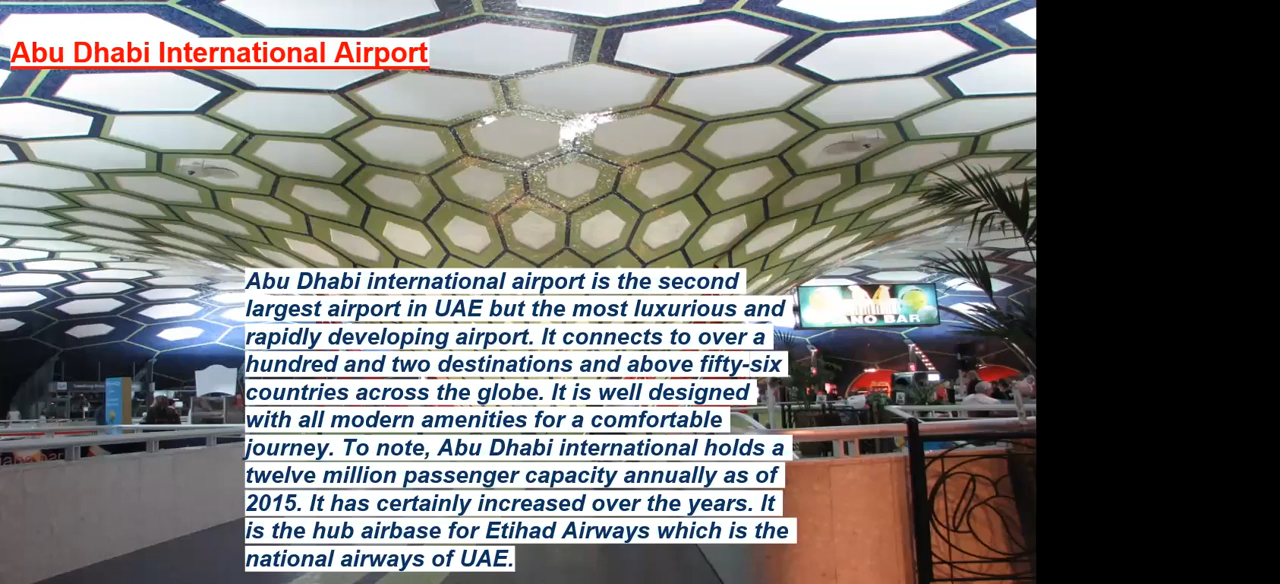 Abu Dhabi International Airport
Abu Dhabi international airport is the second
largest airport in UAE but the most luxurious and
rapidly developing airport. It connects to over a
hundred and two destinations and above fifty-six
countries across the globe. It is well designed
with all modern amenities for a comfortable
journey. To note, Abu Dhabi international holds a
twelve million passenger capacity annually as of
2015. It has certainly increased over the years. It
is the hub airbase for Etihad Airways which is the
national airways of UAE.
BAR